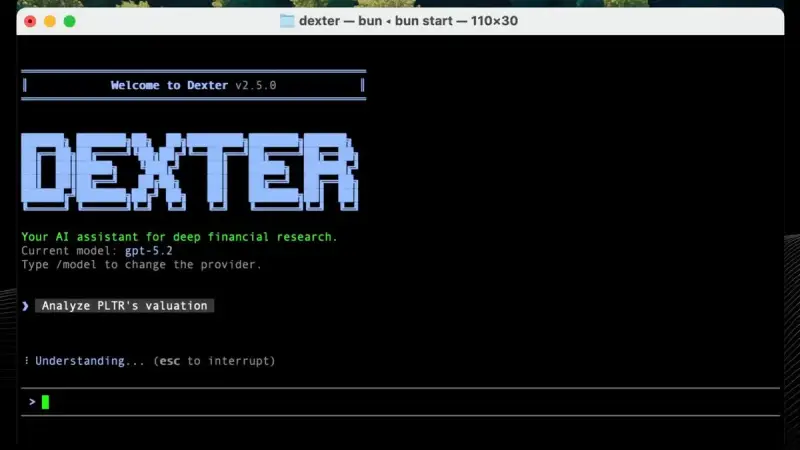 dexter — bun ◂ bun start — 110×30
Welcome to Dexter v2.5.0
DEXTER
Your AI assistant for deep financial research.
Current model: gpt-5.2
Type /model to change the provider.
❯ Analyze PLTR's valuation
⠸ Understanding... (esc to interrupt)
>